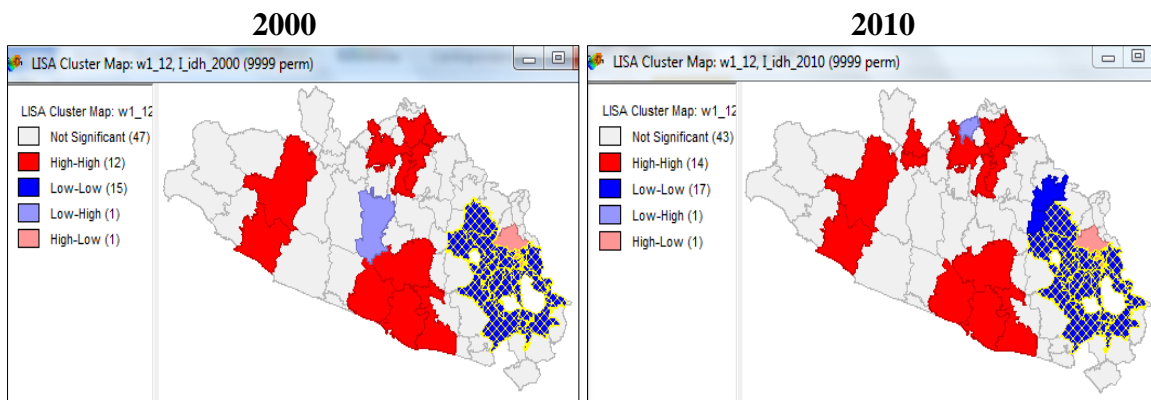 2000
2010
LISA Cluster Map: w1_12, I_idh_2000 (9999 perm)
LISA Cluster Map: w1_12
Not Significant (47)
High-High (12)
Low-Low (15)
Low-High (1)
High-Low (1)
LISA Cluster Map: w1_12, I_idh_2010 (9999 perm)
LISA Cluster Map: w1_12
Not Significant (43)
High-High (14)
Low-Low (17)
Low-High (1)
High-Low (1)